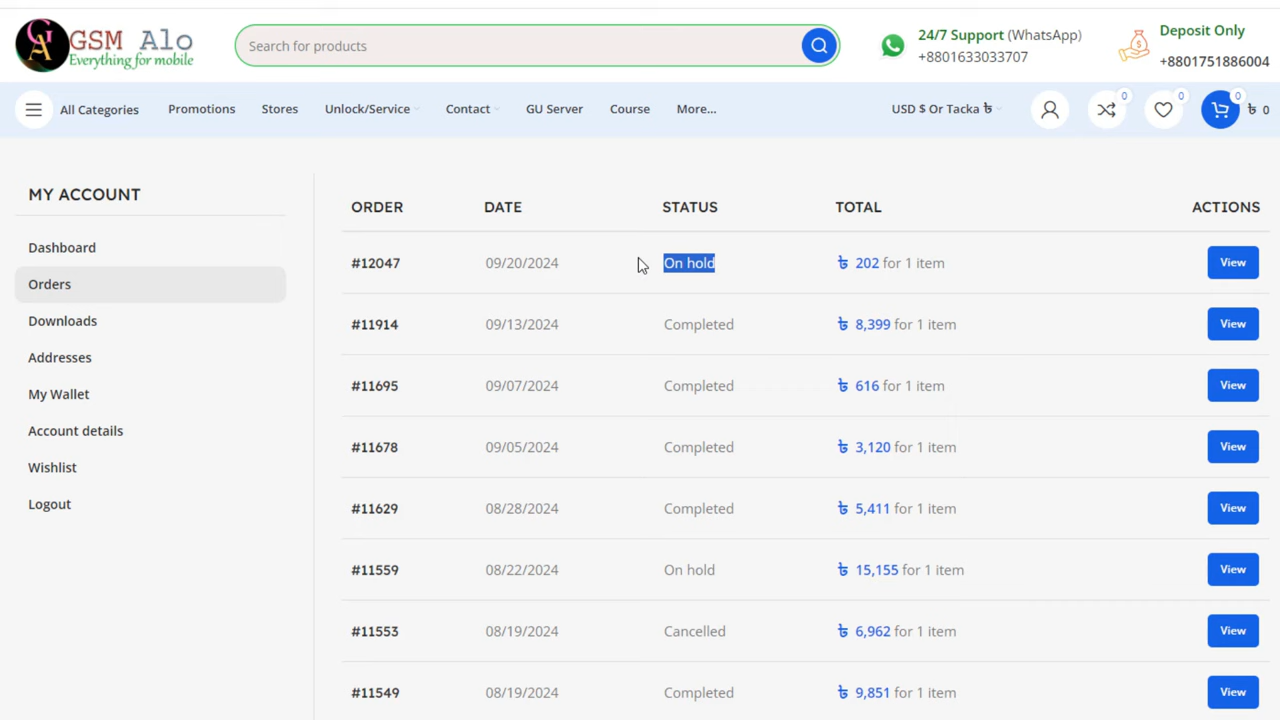 GSM Alo
Everything for mobile
Search for products
24/7 Support (WhatsApp)
+8801633033707
Deposit Only
+8801751886004
All Categories
Promotions
Stores
Unlock/Service
Contact
GU Server
Course
More...
USD $ Or Tacka ৳
0
0
0
৳ 0
MY ACCOUNT
Dashboard
Orders
Downloads
Addresses
My Wallet
Account details
Wishlist
Logout
ORDER DATE STATUS TOTAL ACTIONS
#12047 09/20/2024 On hold ৳ 202 for 1 item View
#11914 09/13/2024 Completed ৳ 8,399 for 1 item View
#11695 09/07/2024 Completed ৳ 616 for 1 item View
#11678 09/05/2024 Completed ৳ 3,120 for 1 item View
#11629 08/28/2024 Completed ৳ 5,411 for 1 item View
#11559 08/22/2024 On hold ৳ 15,155 for 1 item View
#11553 08/19/2024 Cancelled ৳ 6,962 for 1 item View
#11549 08/19/2024 Completed ৳ 9,851 for 1 item View